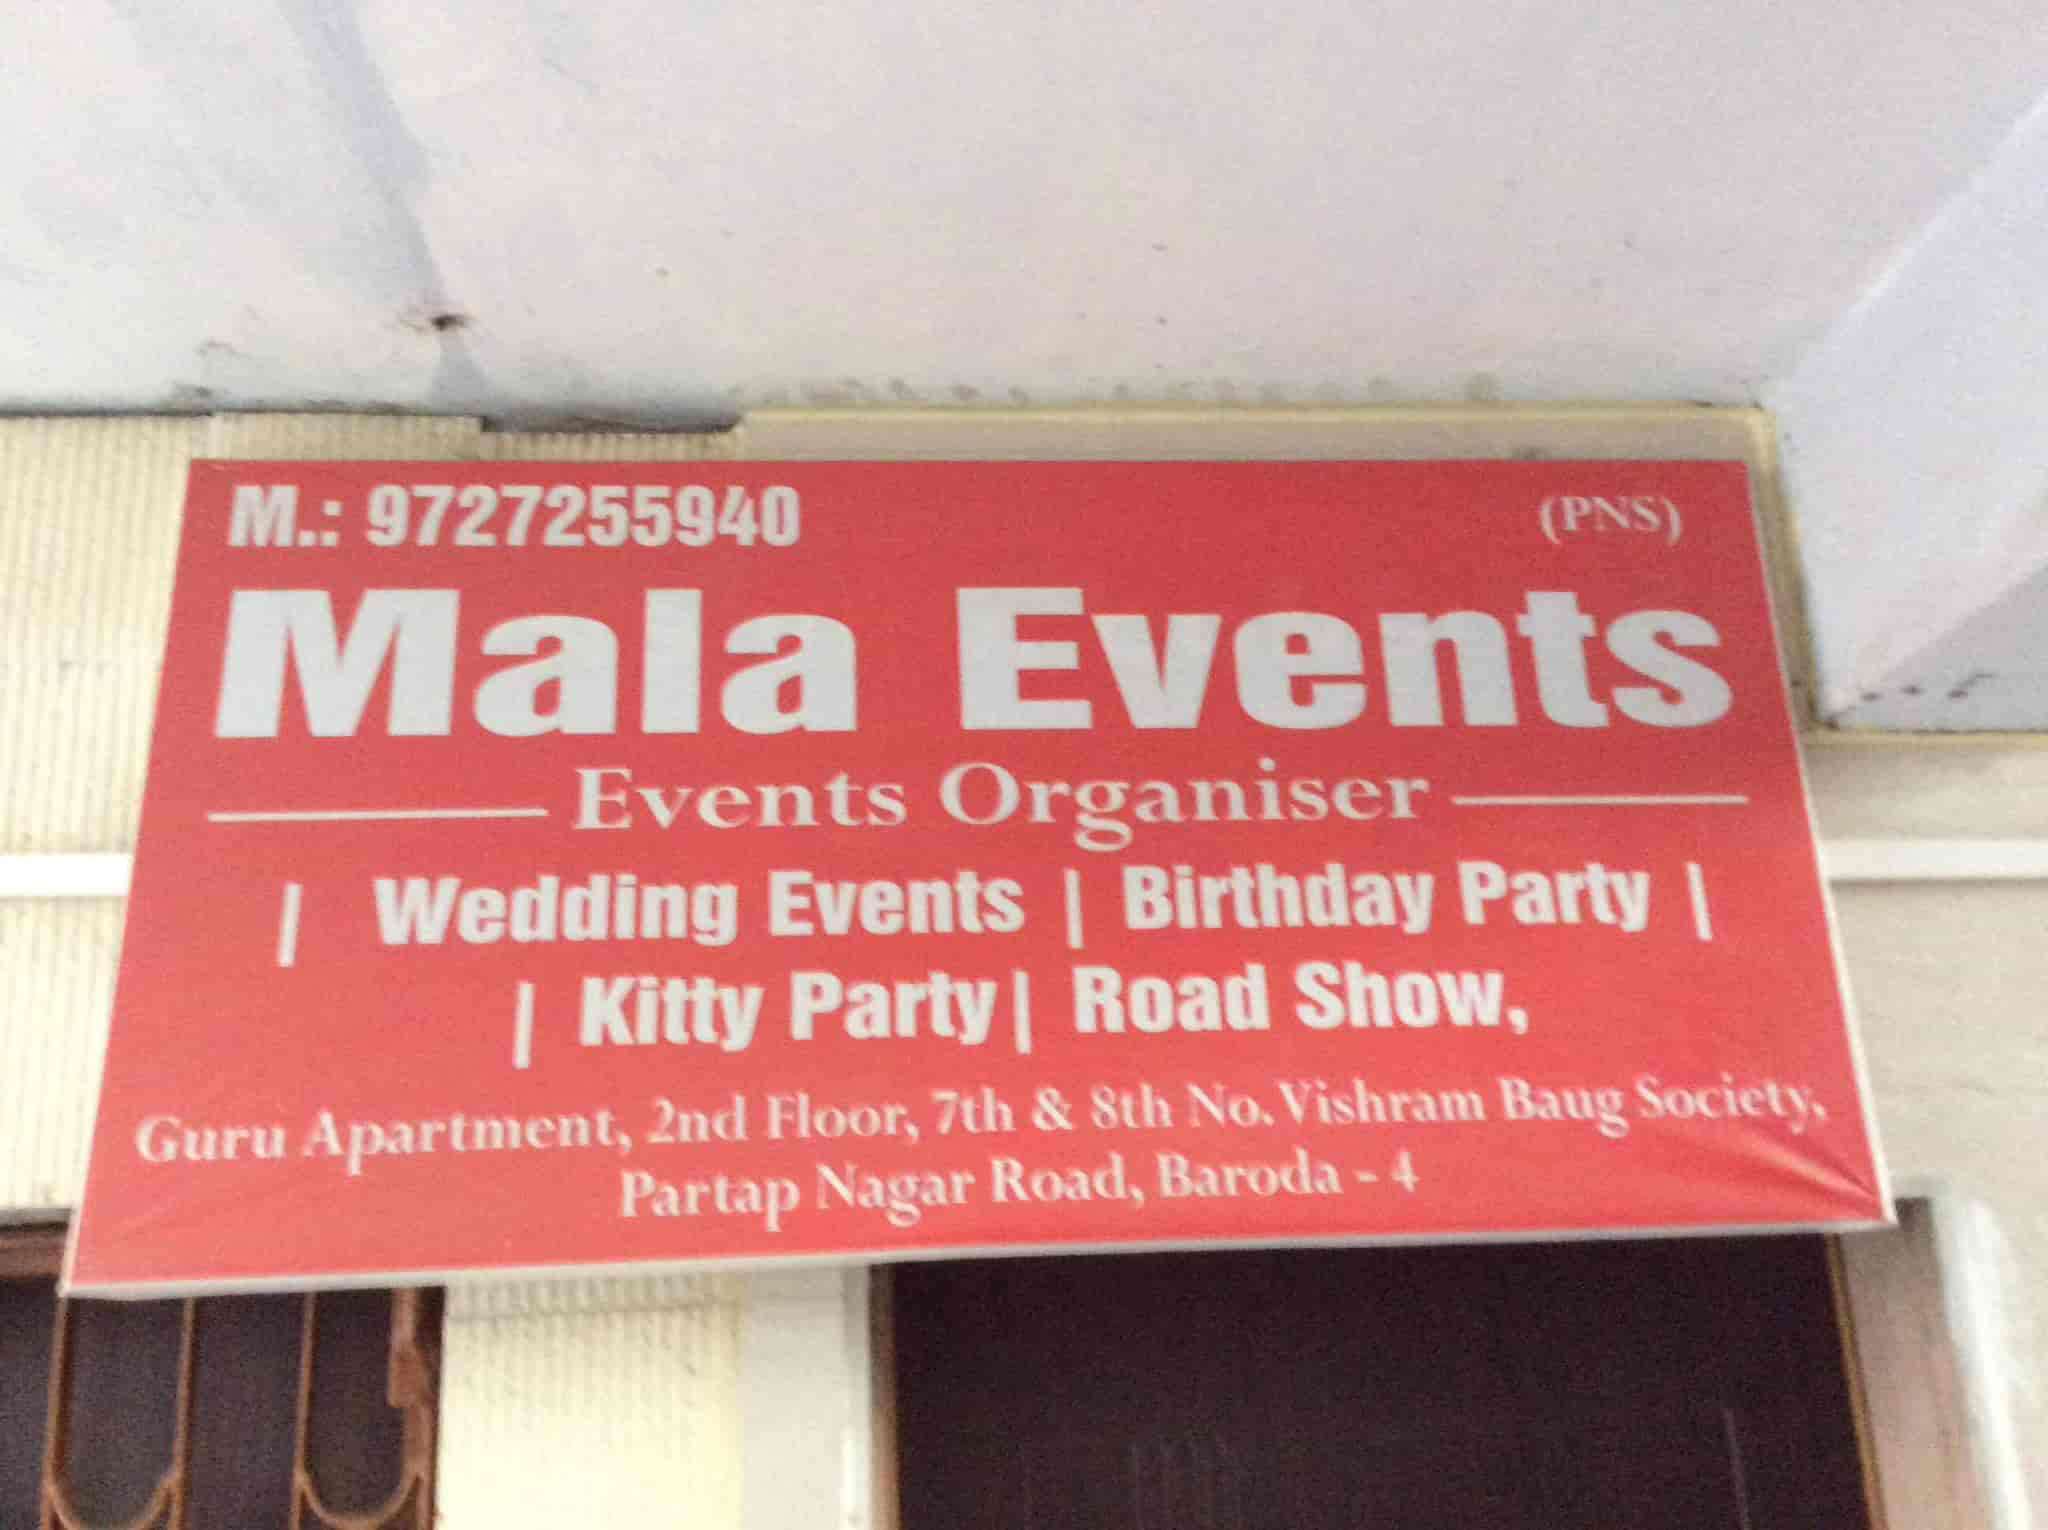 M.: 9727255940 (PNS)
Mala Events
Events Organiser
| Wedding Events | Birthday Party |
| Kitty Party | Road Show,
Guru Apartment, 2nd Floor, 7th & 8th No. Vishram Baug Society,
Partap Nagar Road, Baroda - 4